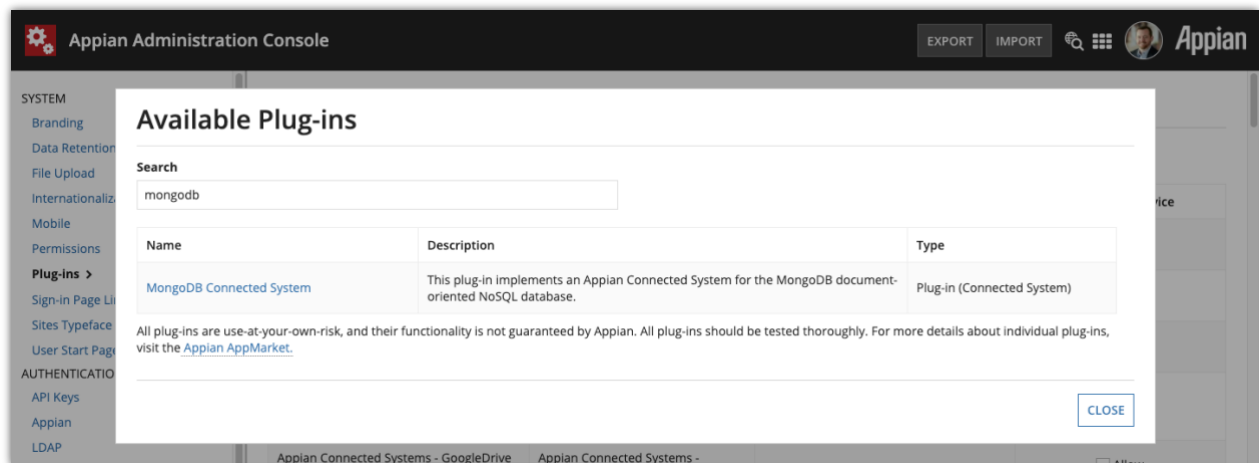 Appian Administration Console
EXPORT
IMPORT
Appian
SYSTEM
Branding
Data Retention
File Upload
Mobile
Permissions
Plug-ins >
Sign-in Page
Sites Typeface
User Start Page
API Keys
Appian
LDAP
Available Plug-ins
Search
mongodb
Name Description Type
MongoDB Connected System
This plug-in implements an Appian Connected System for the MongoDB document-
oriented NoSQL database.
Plug-in (Connected System)
All plug-ins are use-at-your-own-risk, and their functionality is not guaranteed by Appian. All plug-ins should be tested thoroughly. For more details about individual plug-ins,
visit the Appian AppMarket.
CLOSE
Appian Connected Systems - GoogleDrive
Appian Connected Systems -